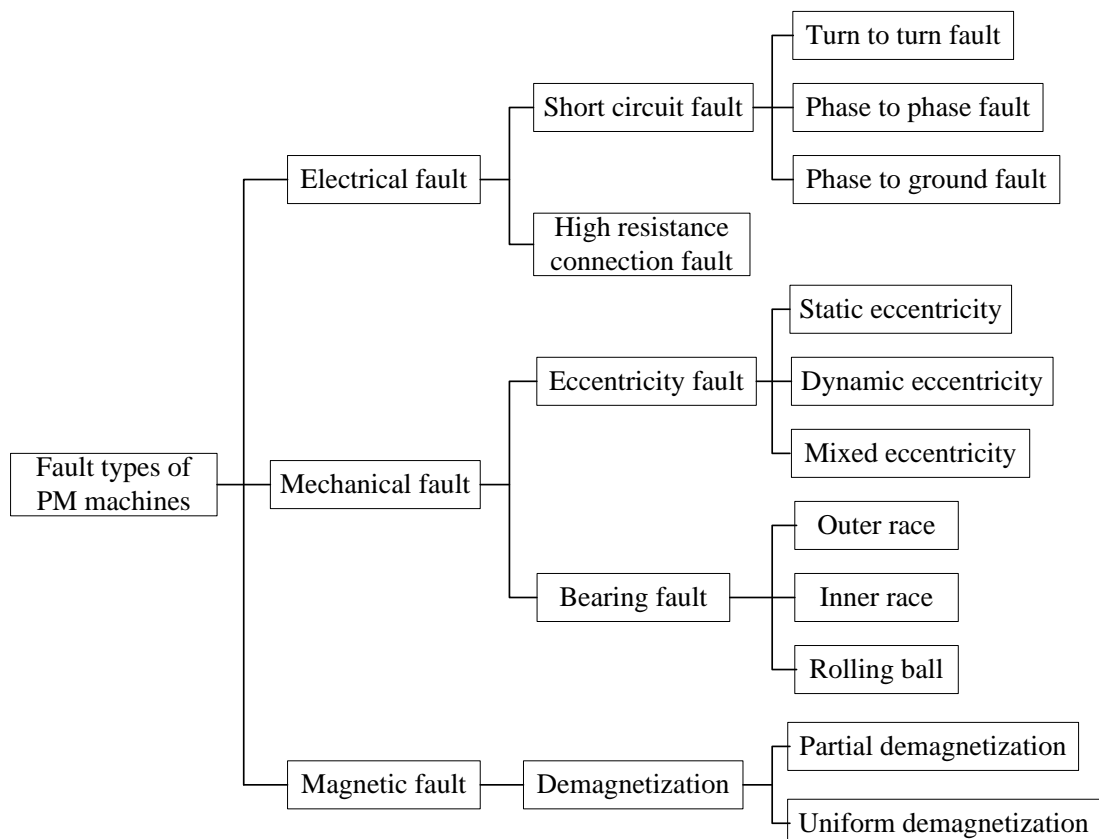 Turn to turn fault
Short circuit fault
Phase to phase fault
Electrical fault
Phase to ground fault
High resistance
connection fault
Static eccentricity
Eccentricity fault
Dynamic eccentricity
Fault types of
PM machines
Mechanical fault
Mixed eccentricity
Outer race
Bearing fault
Inner race
Rolling ball
Partial demagnetization
Magnetic fault
Demagnetization
Uniform demagnetization